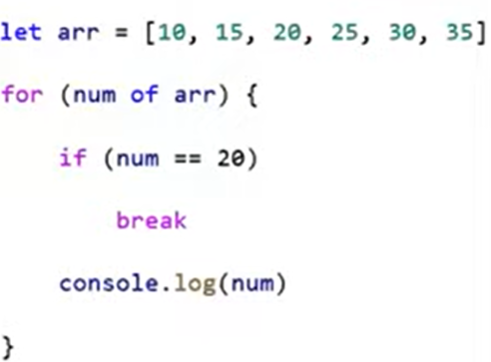 let arr = [10, 15, 20, 25, 30, 35]
for (num of arr) {
    if (num == 20)
        break
    console.log(num)
}